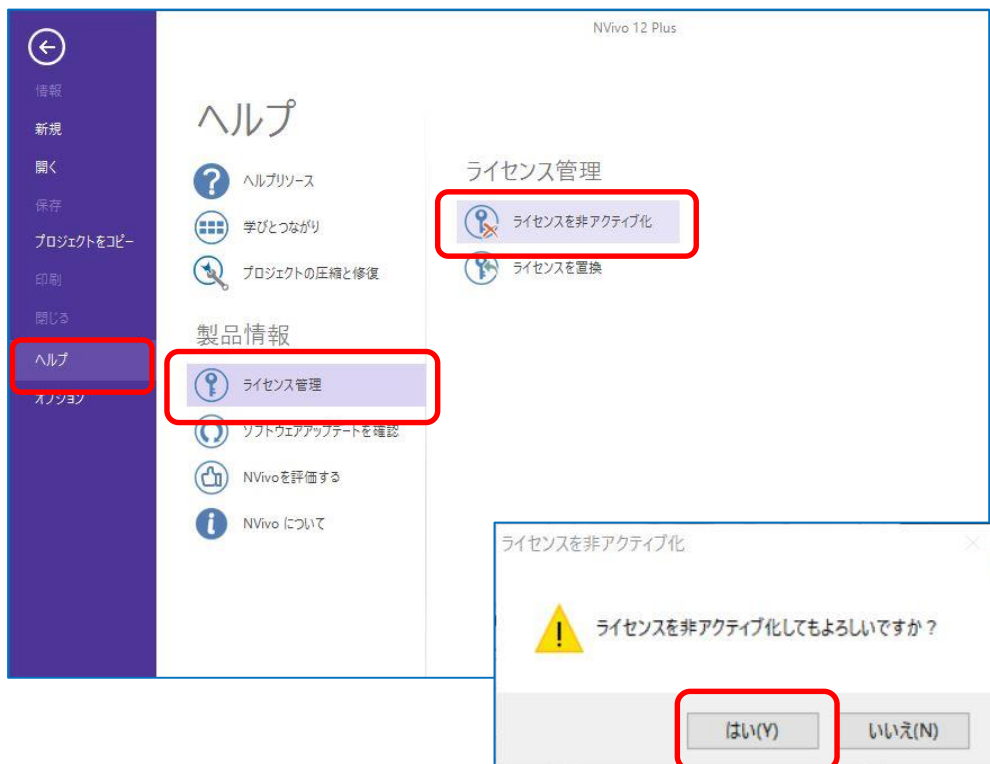 NVivo 12 Plus
情報
新規
開く
保存
プロジェクトをコピー
印刷
閉じる
ヘルプ
オプション
ヘルプ
ヘルプリソース
学びとつながり
プロジェクトの圧縮と修復
製品情報
ライセンス管理
ソフトウェアアップデートを確認
NVivoを評価する
NVivo について
ライセンス管理
ライセンスを非アクティブ化
ライセンスを置換
ライセンスを非アクティブ化
ライセンスを非アクティブ化してもよろしいですか？
はい(Y) いいえ(N)